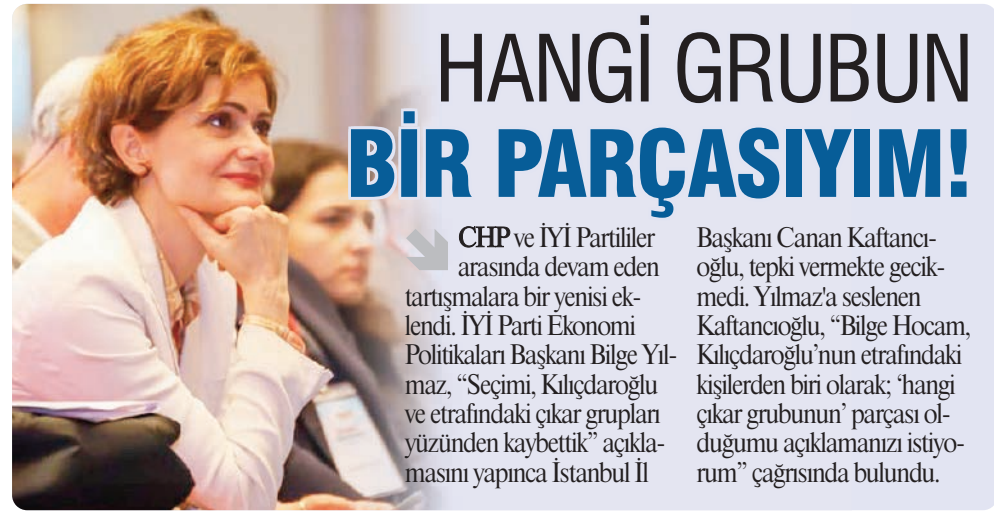 HANGİ GRUBUN
BİR PARÇASIYIM!
CHP ve İYİ Partililer
arasında devam eden
tartışmalara bir yenisi ek-
lendi. İYİ Parti Ekonomi
Politikaları Başkanı Bilge Yıl-
maz, “Seçimi, Kılıçdaroğlu
ve etrafındaki çıkar grupları
yüzünden kaybettik” açıkla-
masını yapınca İstanbul İl
Başkanı Canan Kaftancı-
oğlu, tepki vermekte gecik-
medi. Yılmaz'a seslenen
Kaftancıoğlu, “Bilge Hocam,
Kılıçdaroğlu’nun etrafındaki
kişilerden biri olarak; ‘hangi
çıkar grubunun’ parçası ol-
duğumu açıklamanızı istiyo-
rum” çağrısında bulundu.